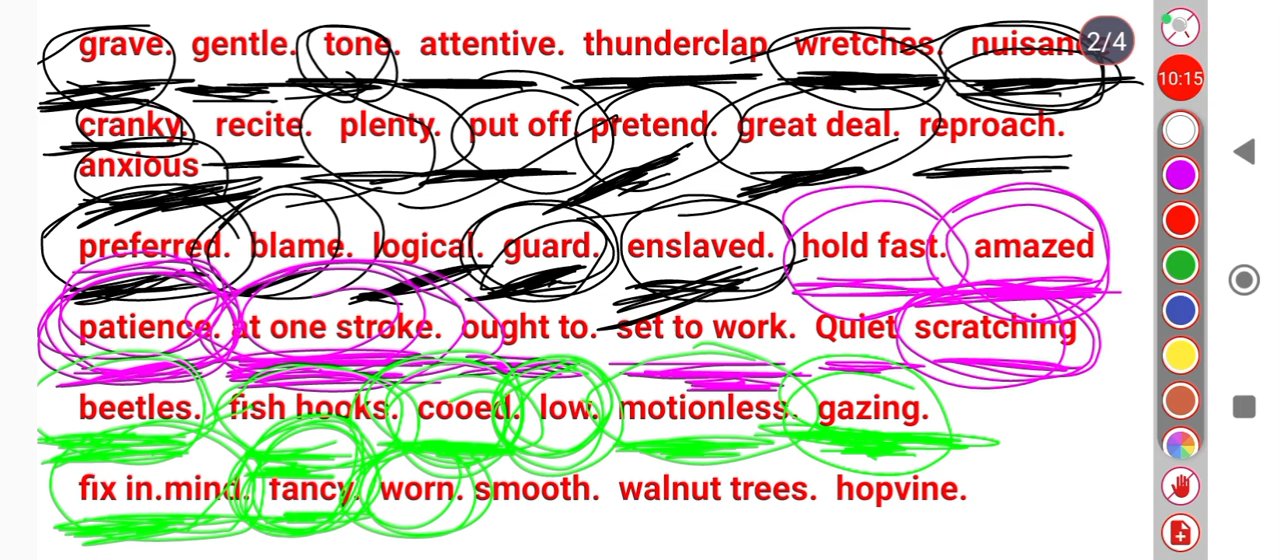 grave. gentle. tone. attentive. thunderclap. wretches.
2/4
10:15
cranky. recite. plenty. put off. pretend. great deal. reproach.
anxious
preferred. blame. logical. guard. enslaved. hold fast. amazed
patience. at one stroke. ought to. set to work. Quiet scratching
beetles. fish hooks. cooed. low. motionless. gazing.
fix in.mind. fancy. worn. smooth. walnut trees. hopvine.